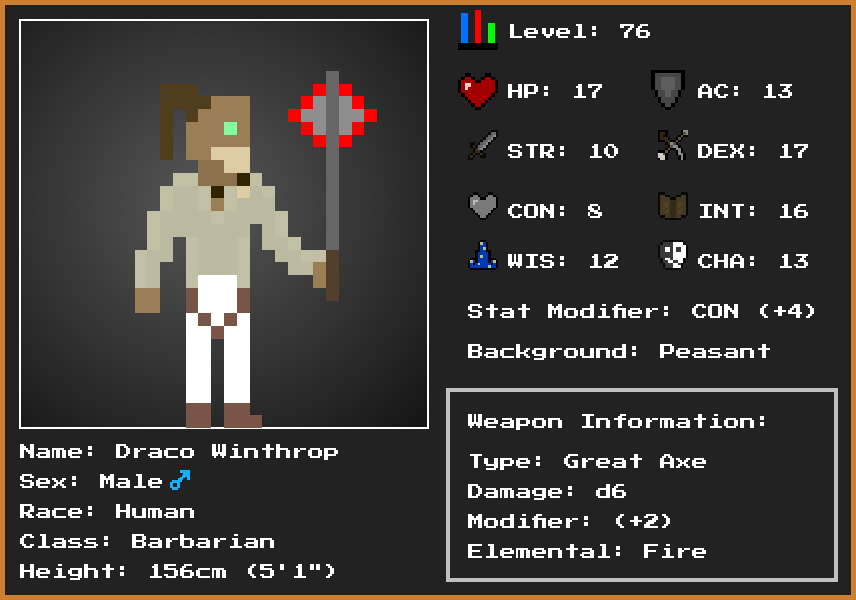 Level: 76
HP: 17 AC: 13
STR: 10 DEX: 17
CON: 8 INT: 16
WIS: 12 CHA: 13
Stat Modifier: CON (+4)
Background: Peasant
Weapon Information:
Type: Great Axe
Damage: d6
Modifier: (+2)
Elemental: Fire
Name: Draco Winthrop
Sex: Male ♂
Race: Human
Class: Barbarian
Height: 156cm (5'1")